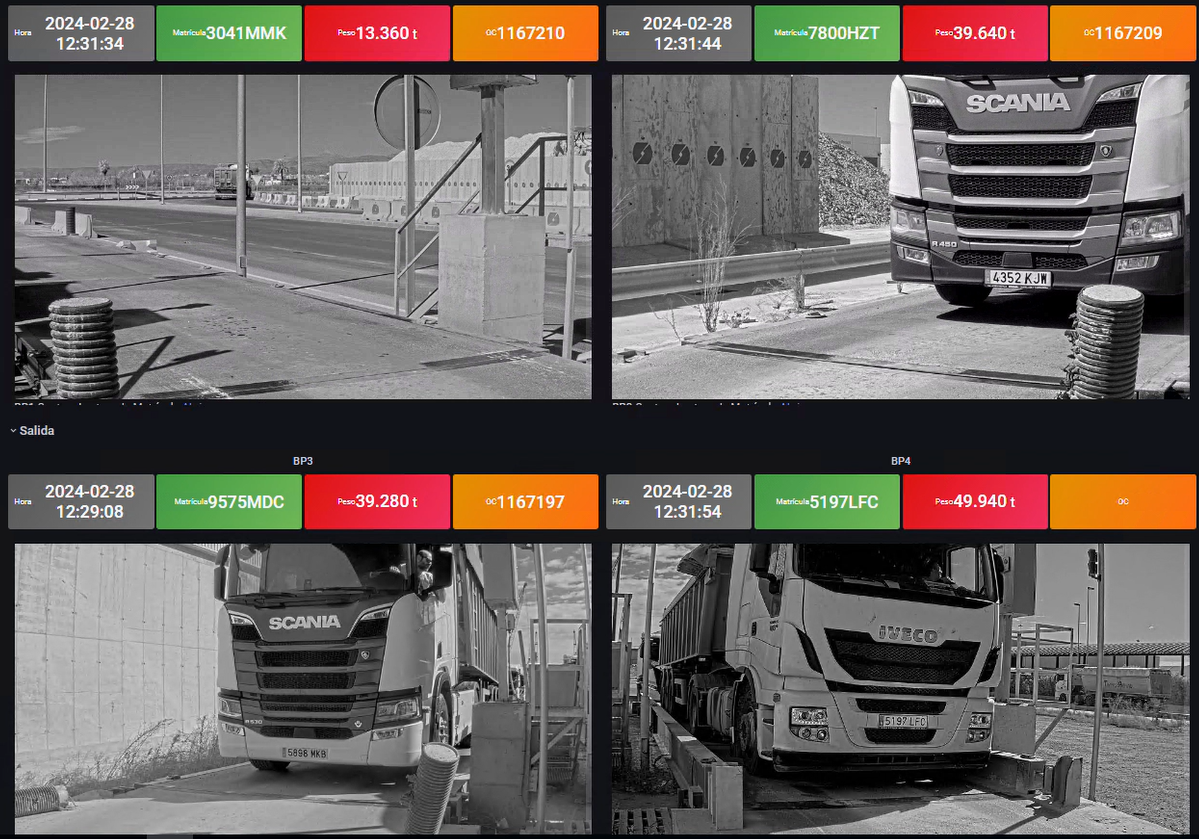 Hora
2024-02-28
12:31:34
Matrícula 3041MMK
Peso 13.360 t
OC 1167210
Hora
2024-02-28
12:31:44
Matrícula 7800HZT
Peso 39.640 t
OC 1167209
SCANIA
R 450
4352 KJW
Salida
BP3
Hora
2024-02-28
12:29:08
Matrícula 9575MDC
Peso 39.280 t
OC 1167197
BP4
Hora
2024-02-28
12:31:54
Matrícula 5197LFC
Peso 49.940 t
OC
SCANIA
R 530
5898 MKB
IVECO
5197 LFC